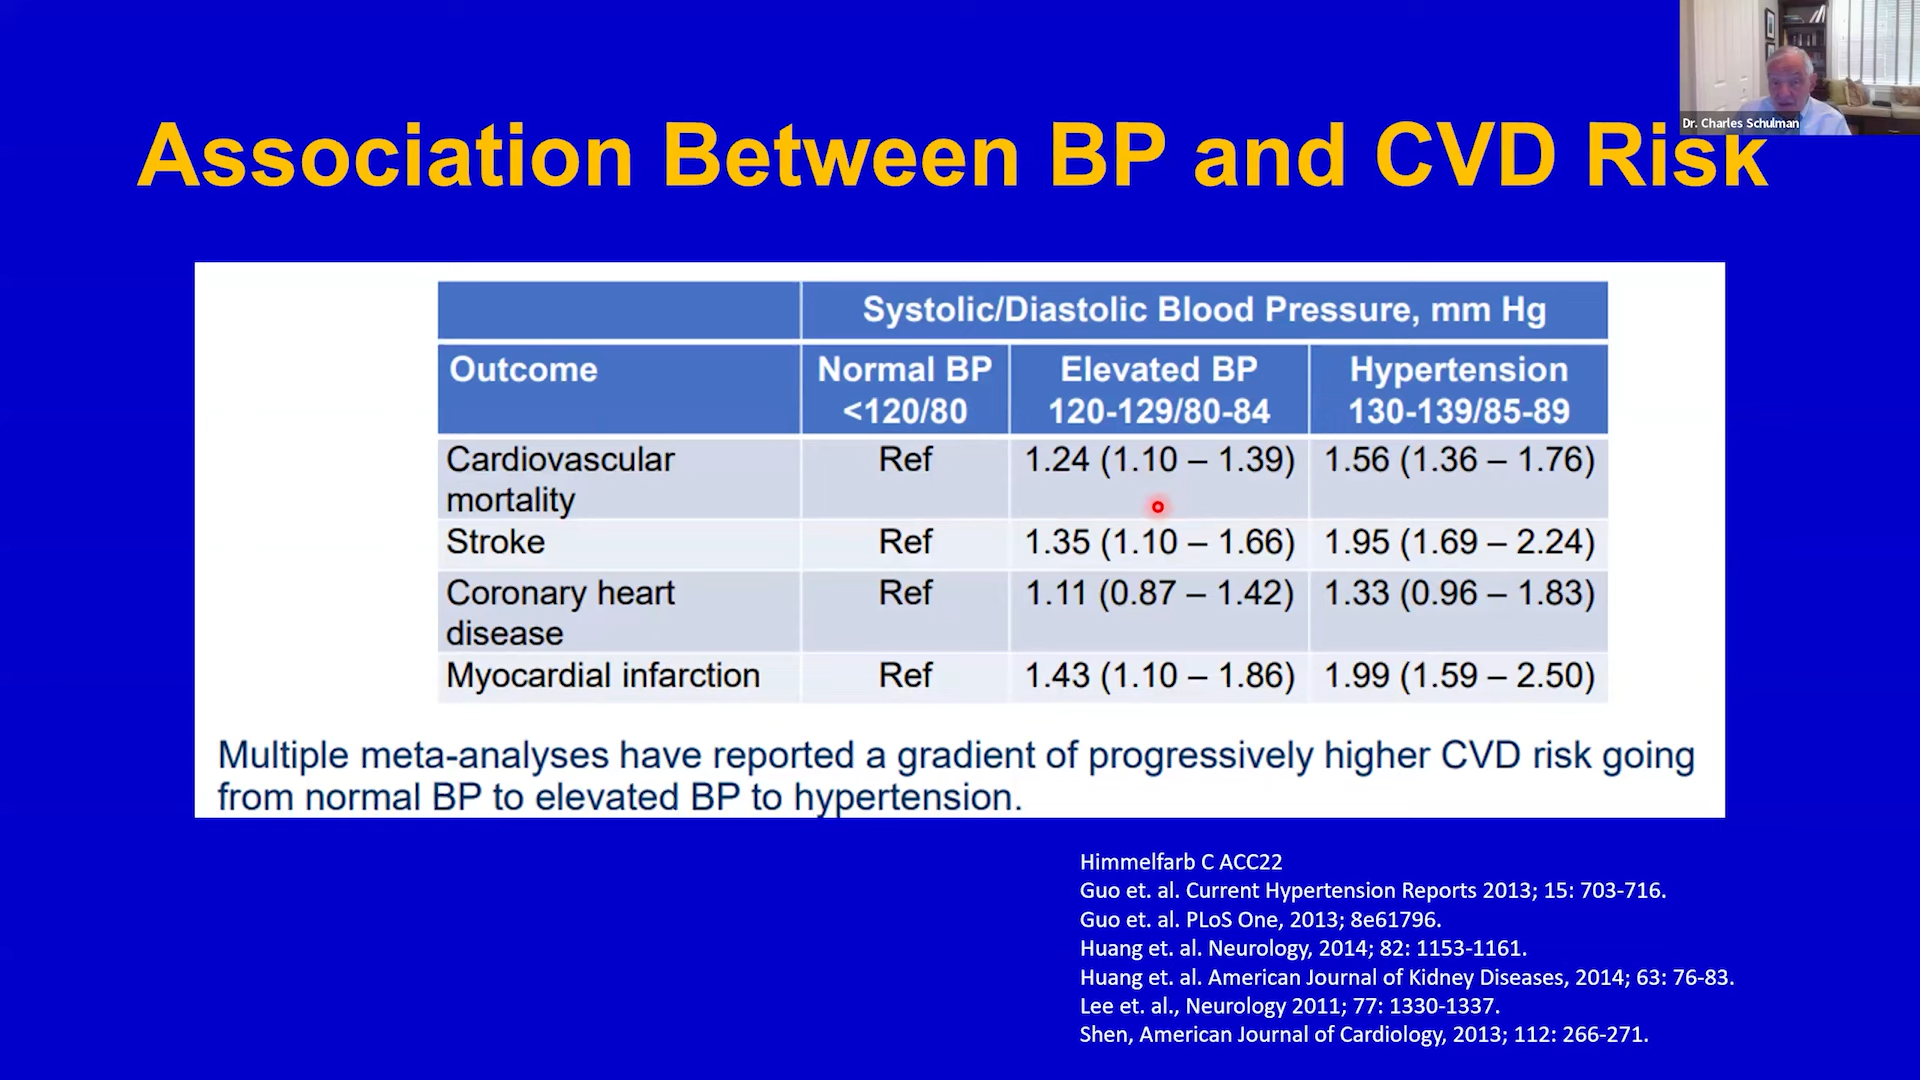 Dr. Charles Schulman
Association Between BP and CVD Risk
Systolic/Diastolic Blood Pressure, mm Hg
Outcome
Normal BP
<120/80
Elevated BP
120-129/80-84
Hypertension
130-139/85-89
Cardiovascular
mortality
Ref
1.24 (1.10 – 1.39)
1.56 (1.36 – 1.76)
Stroke
Ref
1.35 (1.10 – 1.66)
1.95 (1.69 – 2.24)
Coronary heart
disease
Ref
1.11 (0.87 – 1.42)
1.33 (0.96 – 1.83)
Myocardial infarction
Ref
1.43 (1.10 – 1.86)
1.99 (1.59 – 2.50)
Multiple meta-analyses have reported a gradient of progressively higher CVD risk going
from normal BP to elevated BP to hypertension.
Himmelfarb C ACC22
Guo et. al. Current Hypertension Reports 2013; 15: 703-716.
Guo et. al. PLoS One, 2013; 8e61796.
Huang et. al. Neurology, 2014; 82: 1153-1161.
Huang et. al. American Journal of Kidney Diseases, 2014; 63: 76-83.
Lee et. al., Neurology 2011; 77: 1330-1337.
Shen, American Journal of Cardiology, 2013; 112: 266-271.